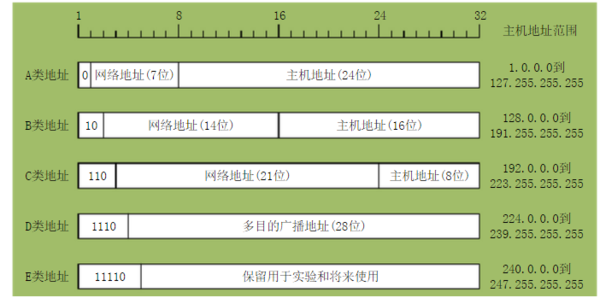 1 8 16 24 32 主机地址范围
A类地址 0 网络地址(7位) 主机地址(24位) 1.0.0.0到
127.255.255.255
B类地址 10 网络地址(14位) 主机地址(16位) 128.0.0.0到
191.255.255.255
C类地址 110 网络地址(21位) 主机地址(8位) 192.0.0.0到
223.255.255.255
D类地址 1110 多目的广播地址(28位) 224.0.0.0到
239.255.255.255
E类地址 11110 保留用于实验和将来使用 240.0.0.0到
247.255.255.255